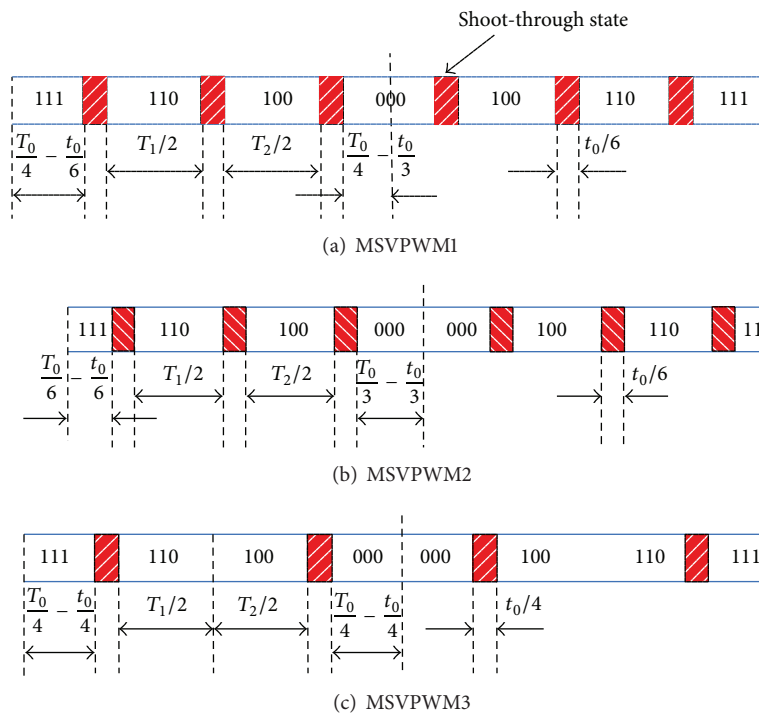 Shoot-through state
111 110 100 000 100 110 111
T₀/4 − t₀/6 T₁/2 T₂/2 T₀/4 − t₀/3 t₀/6
(a) MSVPWM1
111 110 100 000 000 100 110 11
T₀/6 − t₀/6 T₁/2 T₂/2 T₀/3 − t₀/3 t₀/6
(b) MSVPWM2
111 110 100 000 000 100 110 111
T₀/4 − t₀/4 T₁/2 T₂/2 T₀/4 − t₀/4 t₀/4
(c) MSVPWM3